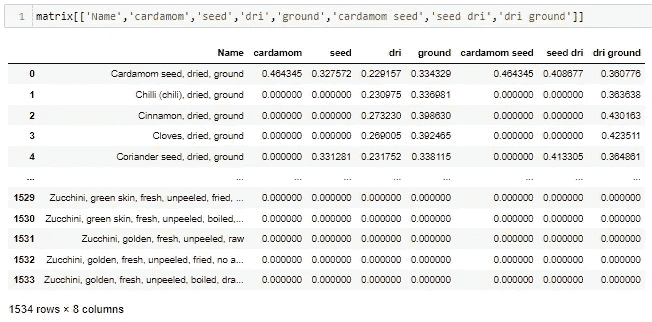 1 matrix[['Name','cardamom','seed','dri','ground','cardamom seed','seed dri','dri ground']]
Name cardamom seed dri ground cardamom seed seed dri dri ground
0 Cardamom seed, dried, ground 0.464345 0.327572 0.229157 0.334329 0.464345 0.408677 0.360776
1 Chilli (chili), dried, ground 0.000000 0.000000 0.230975 0.336981 0.000000 0.000000 0.363638
2 Cinnamon, dried, ground 0.000000 0.000000 0.273230 0.398630 0.000000 0.000000 0.430163
3 Cloves, dried, ground 0.000000 0.000000 0.269005 0.392465 0.000000 0.000000 0.423511
4 Coriander seed, dried, ground 0.000000 0.331281 0.231752 0.338115 0.000000 0.413305 0.364861
... ... ... ... ... ... ... ... ...
1529 Zucchini, green skin, fresh, unpeeled, fried, ... 0.000000 0.000000 0.000000 0.000000 0.000000 0.000000 0.000000
1530 Zucchini, green skin, fresh, unpeeled, boiled,... 0.000000 0.000000 0.000000 0.000000 0.000000 0.000000 0.000000
1531 Zucchini, golden, fresh, unpeeled, raw 0.000000 0.000000 0.000000 0.000000 0.000000 0.000000 0.000000
1532 Zucchini, golden, fresh, unpeeled, fried, no a... 0.000000 0.000000 0.000000 0.000000 0.000000 0.000000 0.000000
1533 Zucchini, golden, fresh, unpeeled, boiled, dra... 0.000000 0.000000 0.000000 0.000000 0.000000 0.000000 0.000000
1534 rows × 8 columns